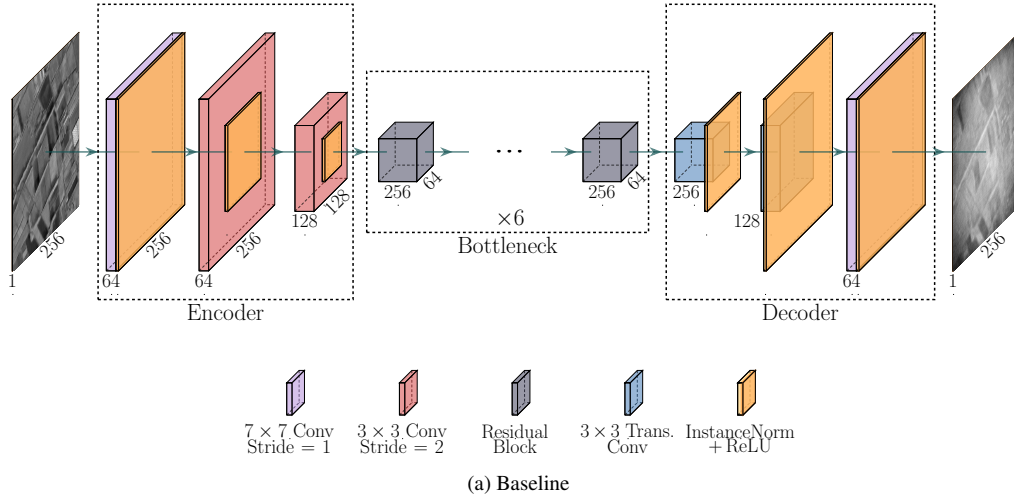 1
256
64
256
64
256
128
128
Encoder
256
64
...
×6
256
64
Bottleneck
256
128
64
Decoder
1
256
7 × 7 Conv
Stride = 1
3 × 3 Conv
Stride = 2
Residual
Block
3 × 3 Trans.
Conv
InstanceNorm
+ReLU
(a) Baseline